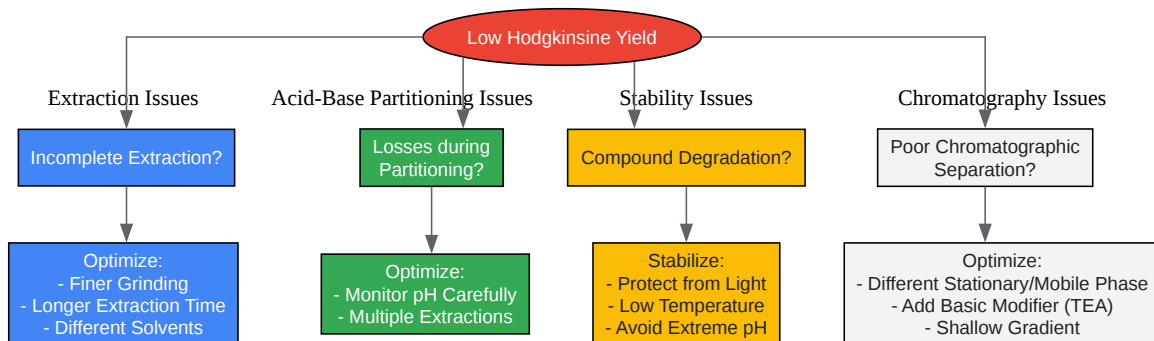 Low Hodgkinsine Yield
Extraction Issues
Acid-Base Partitioning Issues
Stability Issues
Chromatography Issues
Incomplete Extraction?
Losses during
Partitioning?
Compound Degradation?
Poor Chromatographic
Separation?
Optimize:
- Finer Grinding
- Longer Extraction Time
- Different Solvents
Optimize:
- Monitor pH Carefully
- Multiple Extractions
Stabilize:
- Protect from Light
- Low Temperature
- Avoid Extreme pH
Optimize:
- Different Stationary/Mobile Phase
- Add Basic Modifier (TEA)
- Shallow Gradient